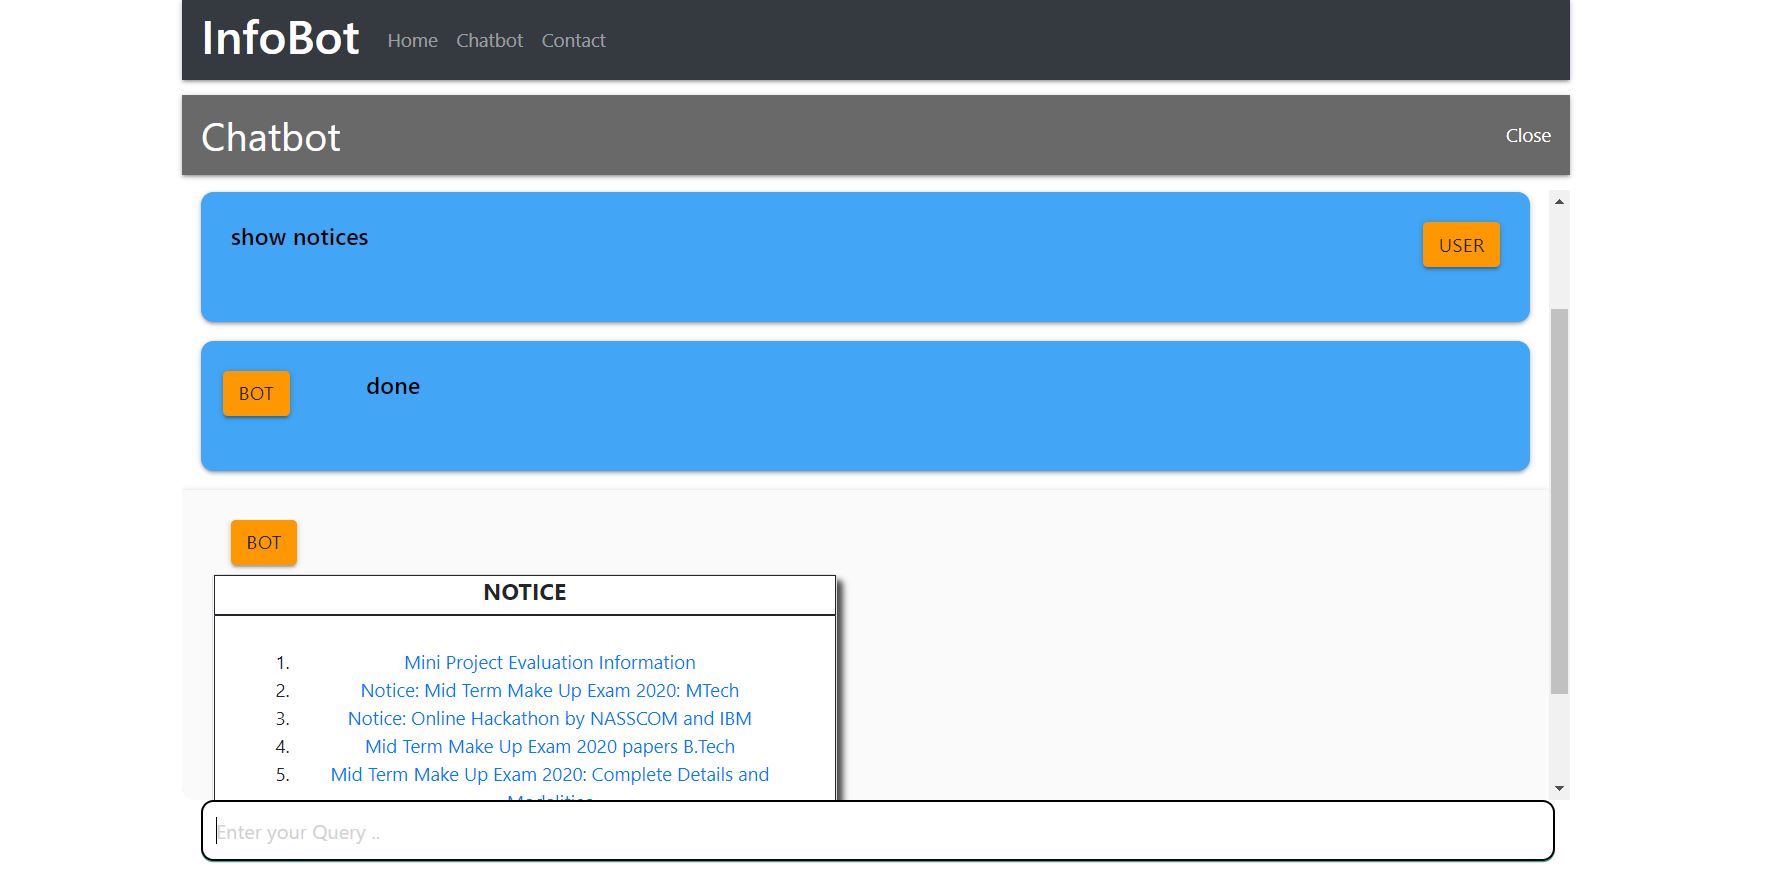 InfoBot Home Chatbot Contact
Chatbot Close
show notices USER
BOT done
BOT
NOTICE
1. Mini Project Evaluation Information
2. Notice: Mid Term Make Up Exam 2020: MTech
3. Notice: Online Hackathon by NASSCOM and IBM
4. Mid Term Make Up Exam 2020 papers B.Tech
5. Mid Term Make Up Exam 2020: Complete Details and
Modalities
Enter your Query ..